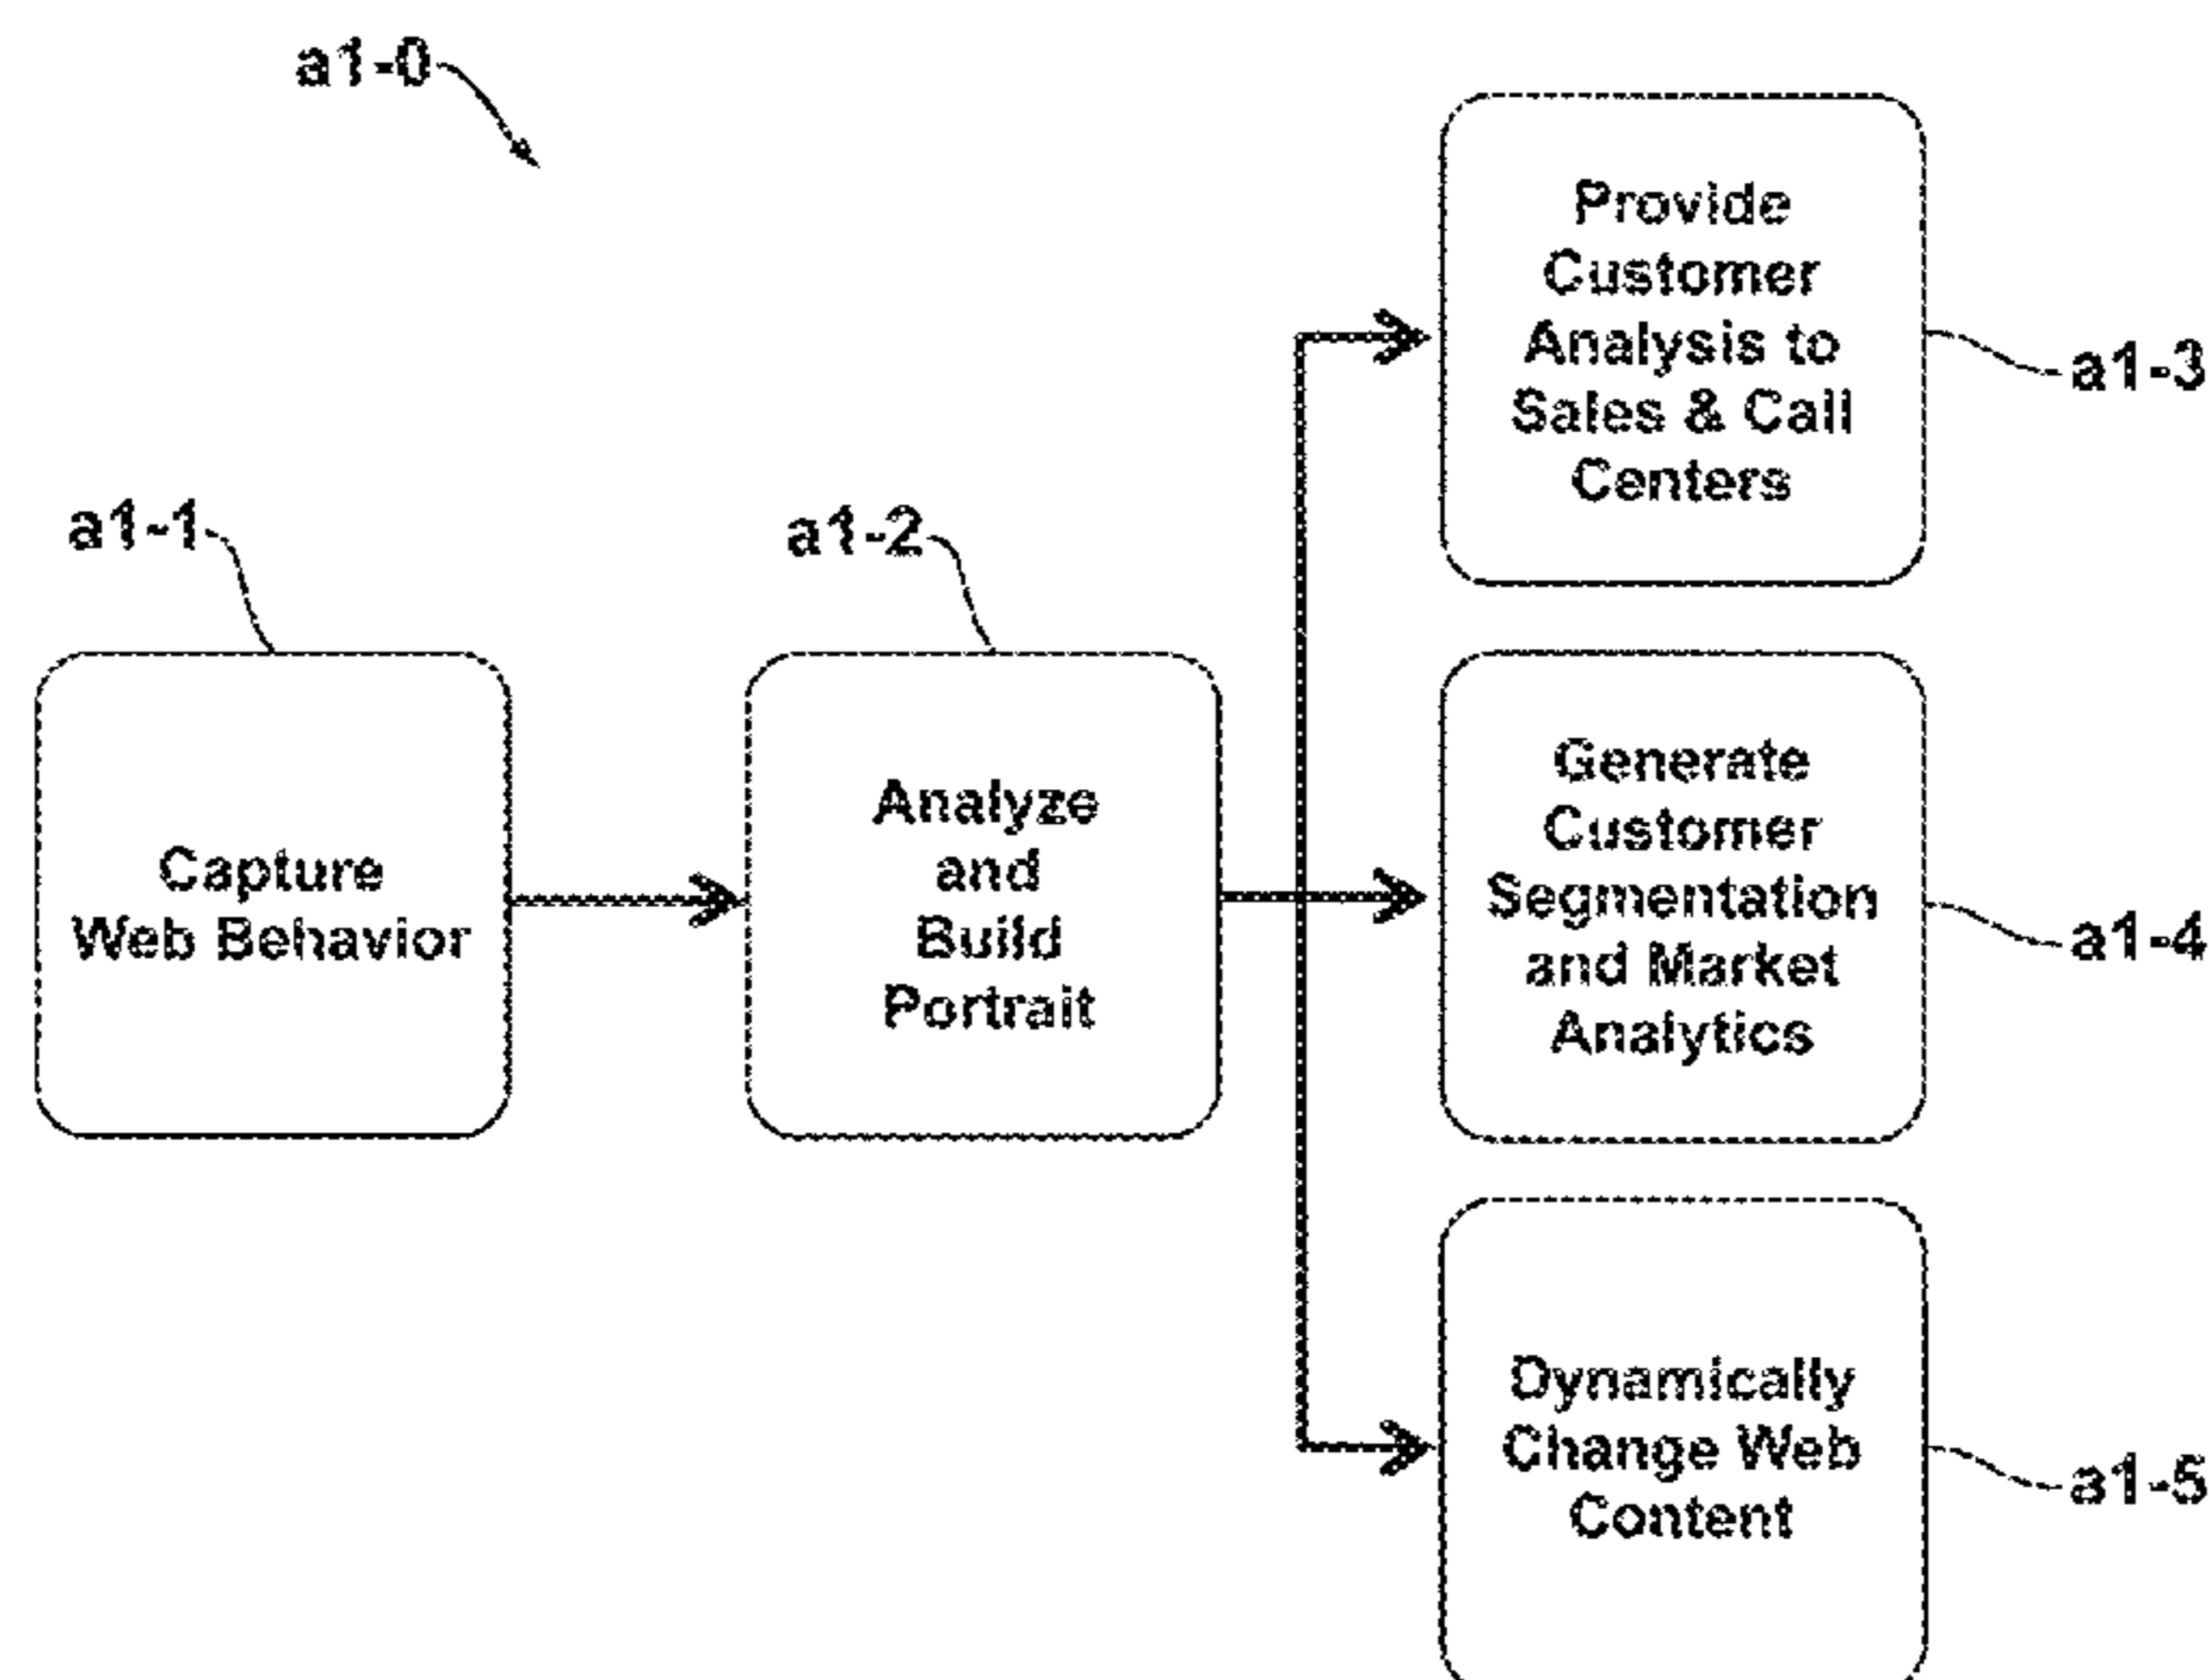 a1-0
a1-1
Capture
Web Behavior
a1-2
Analyze
and
Build
Portrait
Provide
Customer
Analysis to
Sales & Call
Centers
a1-3
Generate
Customer
Segmentation
and Market
Analytics
a1-4
Dynamically
Change Web
Content
a1-5